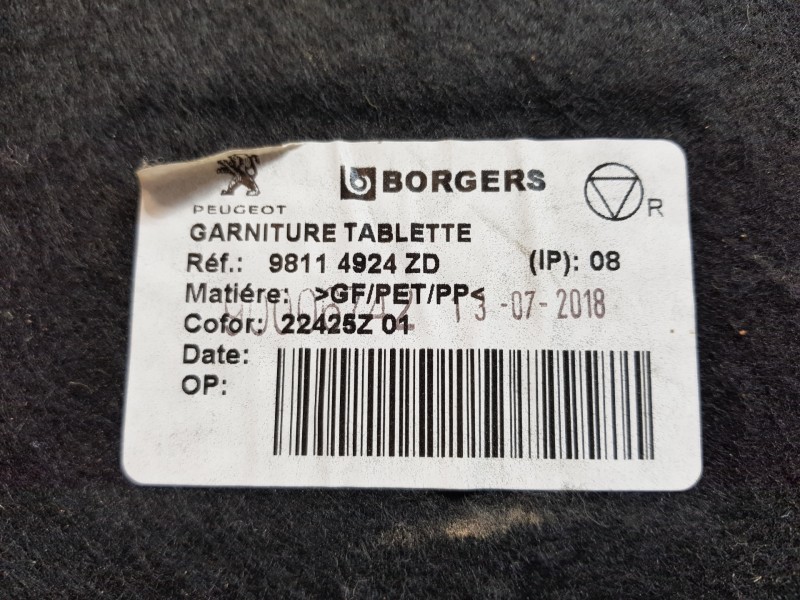 PEUGEOT
BORGERS
R
GARNITURE TABLETTE
Réf.: 9811 4924 ZD (IP): 08
Matiére: >GF/PET/PP<
13-07-2018
Cofor: 22425Z 01
Date:
OP: